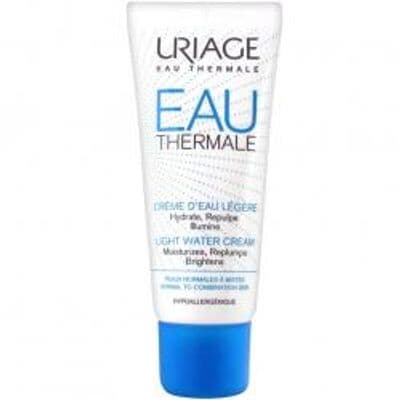 URIAGE
EAU THERMALE
EAU
THERMALE
CRÈME D'EAU LÉGÈRE
Hydrate, Repulpe
Illumine
LIGHT WATER CREAM
Moisturizes, Replumps
Brightens
PEAUX NORMALES À MIXTES
NORMAL TO COMBINATION SKIN
HYPOALLERGÉNIQUE